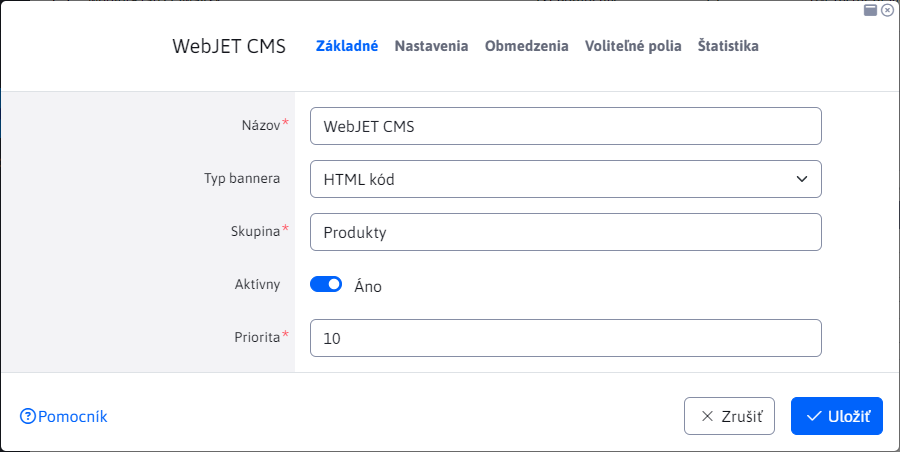 WebJET CMS Základné Nastavenia Obmedzenia Voliteľné polia Štatistika
Názov* WebJET CMS
Typ bannera HTML kód
Skupina* Produkty
Aktívny Áno
Priorita* 10
Pomocník Zrušiť Uložiť